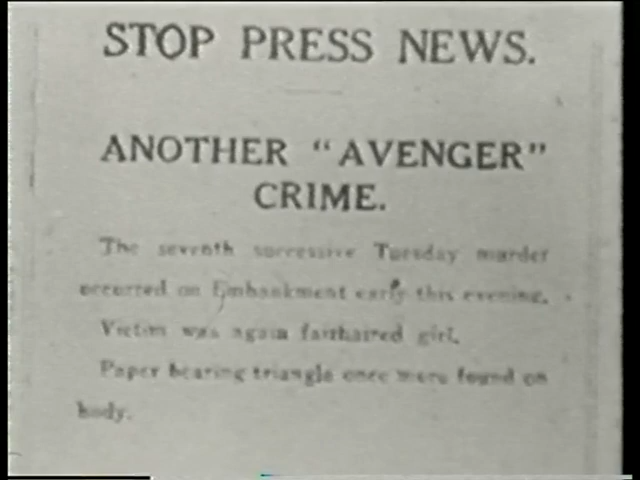 STOP PRESS NEWS.
ANOTHER "AVENGER"
CRIME.
The seventh successive Tuesday murder
occurred on Embankment early this evening.
Victim was again fairhaired girl.
Paper bearing triangle once more found on
body.